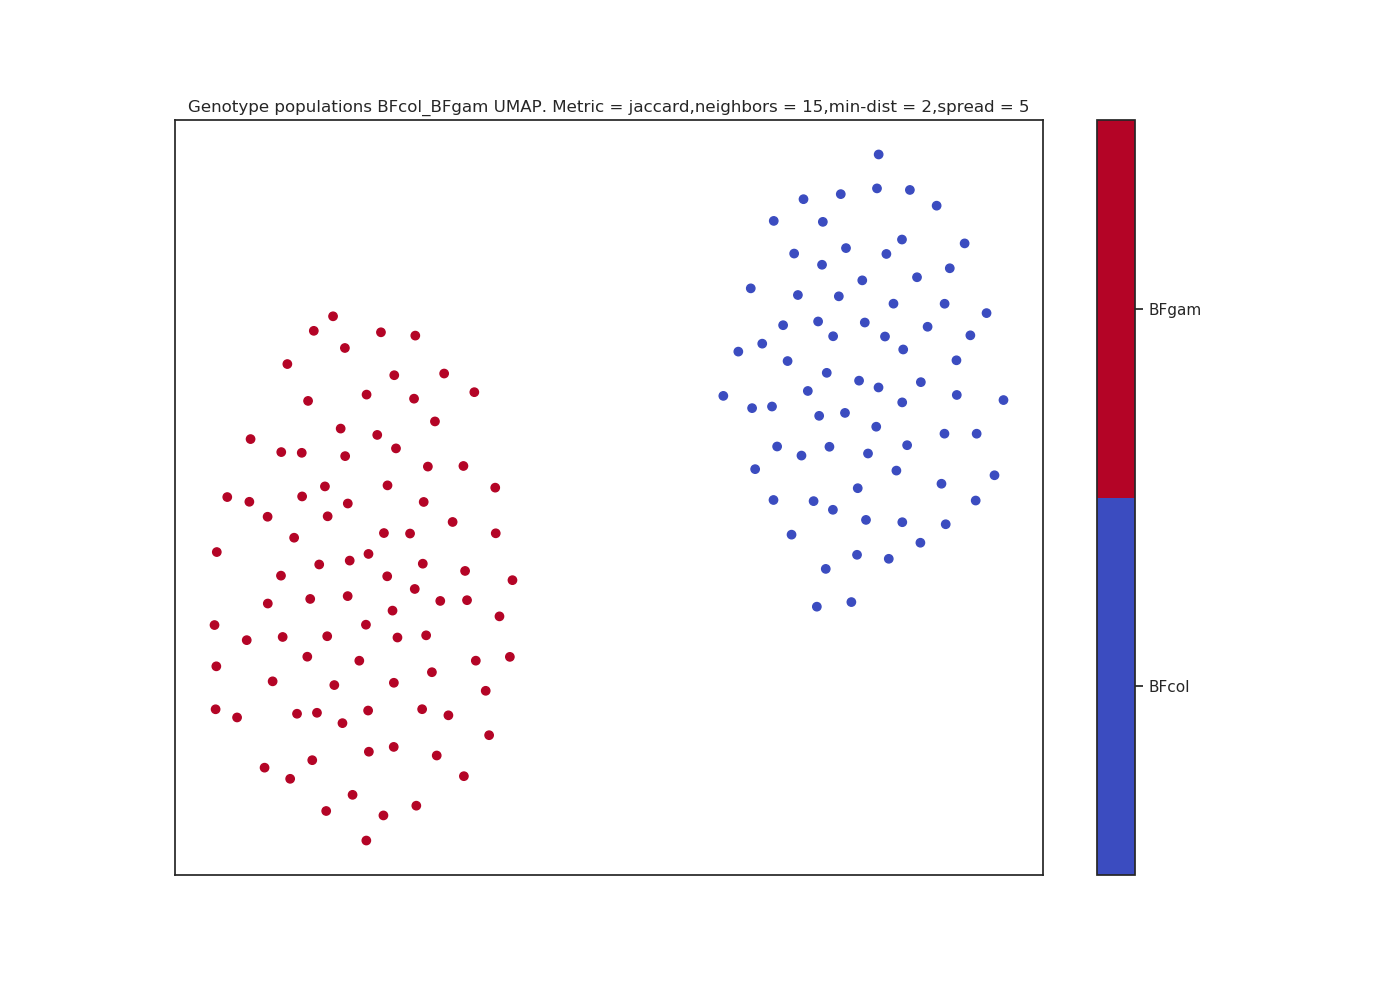 Genotype populations BFcol_BFgam UMAP. Metric = jaccard,neighbors = 15,min-dist = 2,spread = 5
BFgam
BFcol